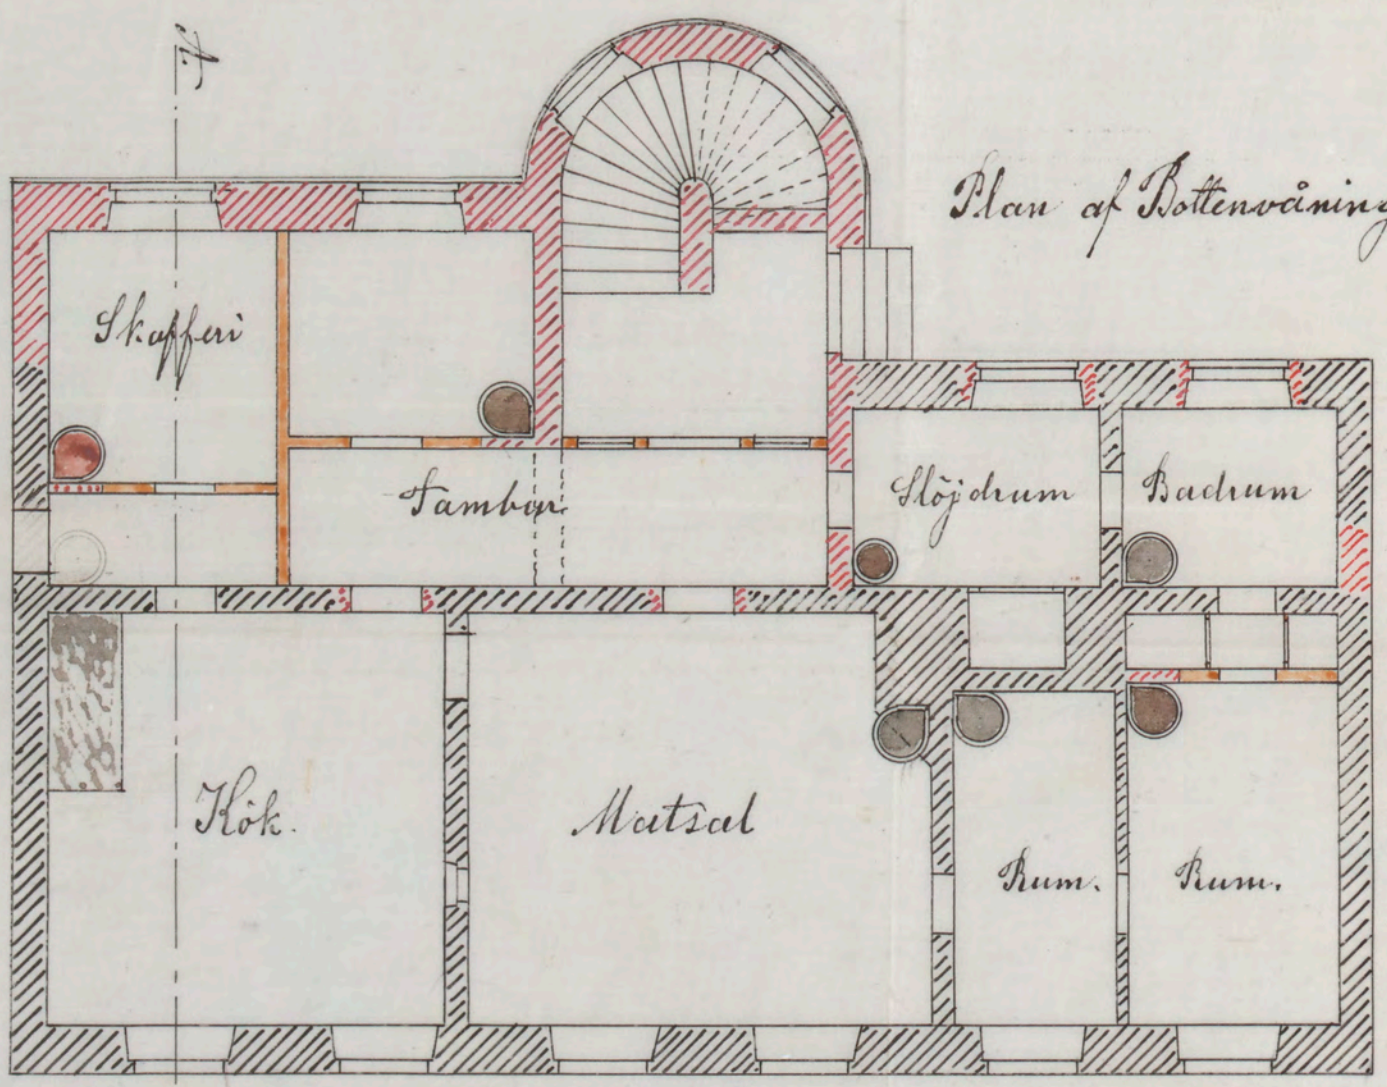 A.
Plan af Bottenvåning
Skafferi
Tambur
Slöjdrum
Badrum
Kök.
Matsal
Rum.
Rum.